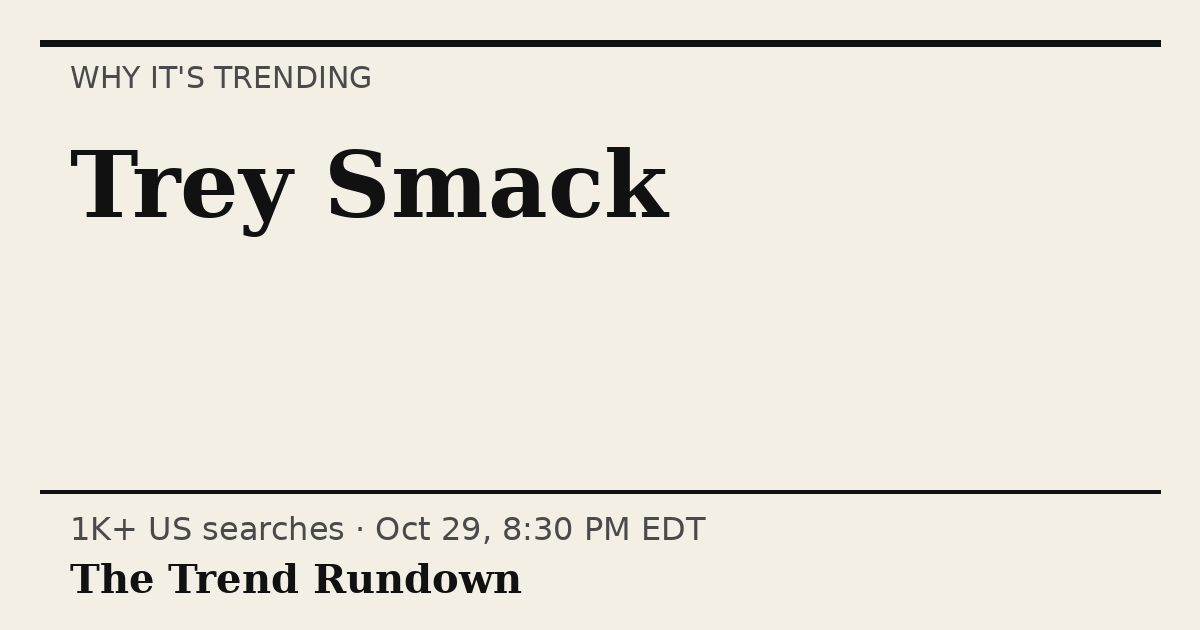 WHY IT'S TRENDING
Trey Smack
1K+ US searches · Oct 29, 8:30 PM EDT
The Trend Rundown